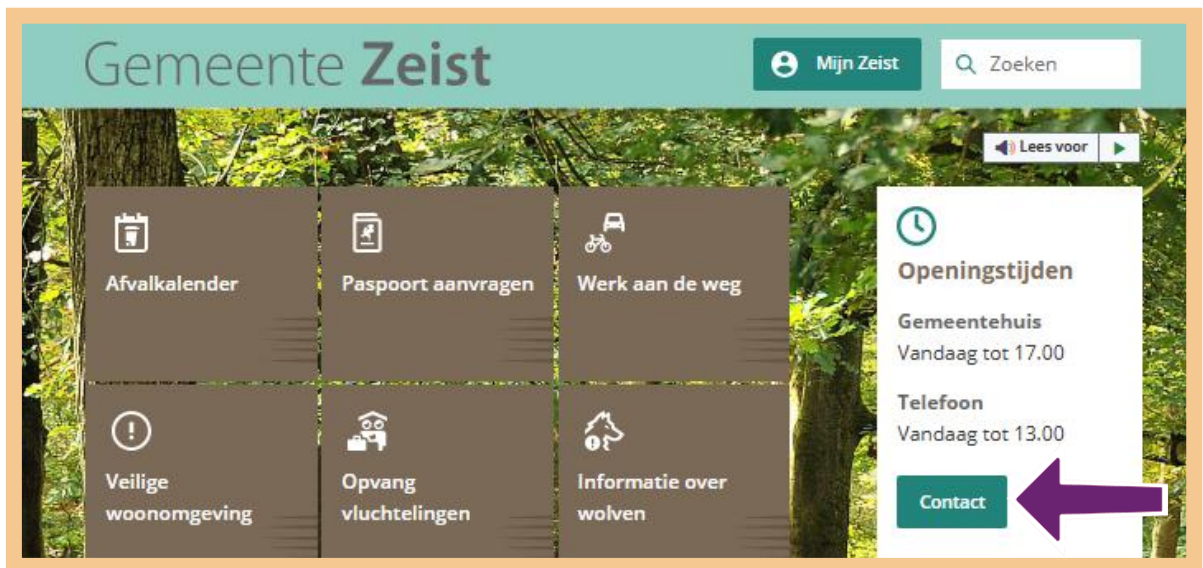 Gemeente Zeist
Mijn Zeist
Zoeken
Lees voor
Afvalkalender
Paspoort aanvragen
Werk aan de weg
Veilige
woonomgeving
Opvang
vluchtelingen
Informatie over
wolven
Openingstijden
Gemeentehuis
Vandaag tot 17.00
Telefoon
Vandaag tot 13.00
Contact